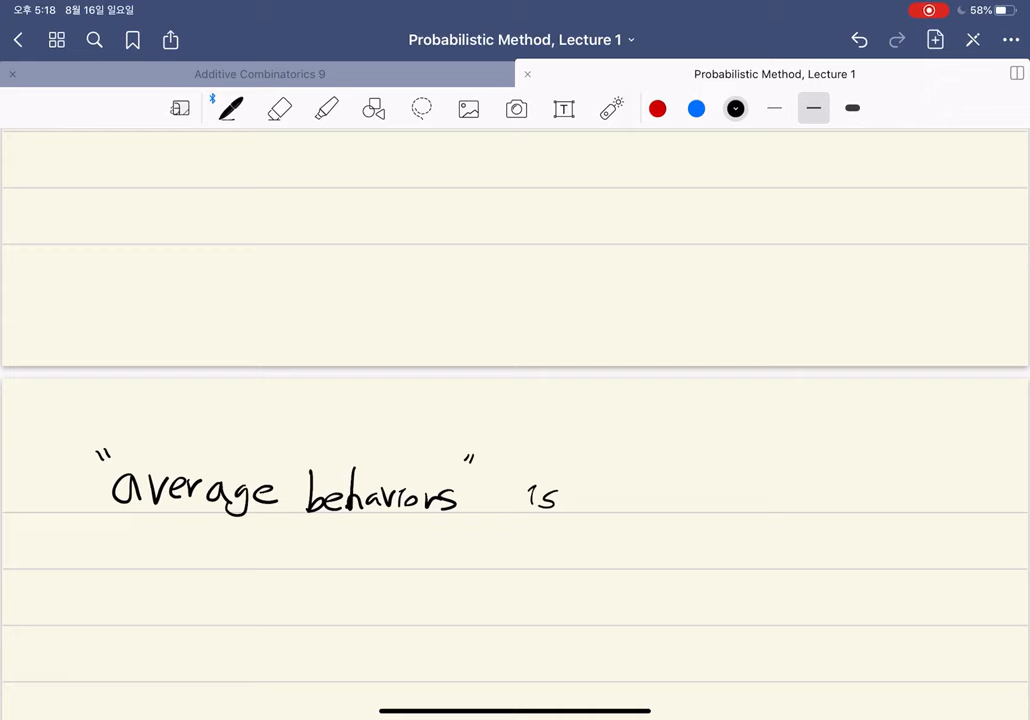 오후 5:18 8월 16일 일요일
58%
Probabilistic Method, Lecture 1
Additive Combinatorics 9
Probabilistic Method, Lecture 1
T
"average behaviors" is